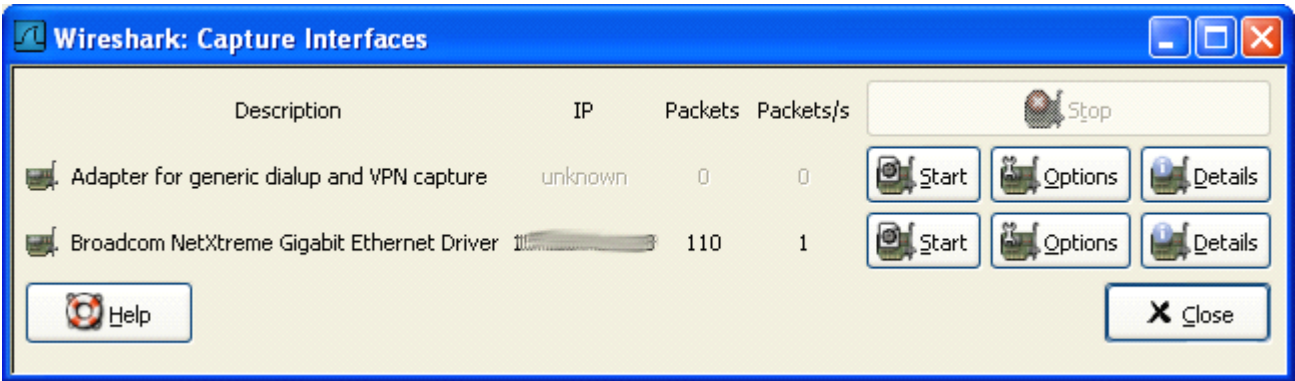 Wireshark: Capture Interfaces
Description IP Packets Packets/s Stop
Adapter for generic dialup and VPN capture unknown 0 0 Start Options Details
Broadcom NetXtreme Gigabit Ethernet Driver 110 1 Start Options Details
Help Close